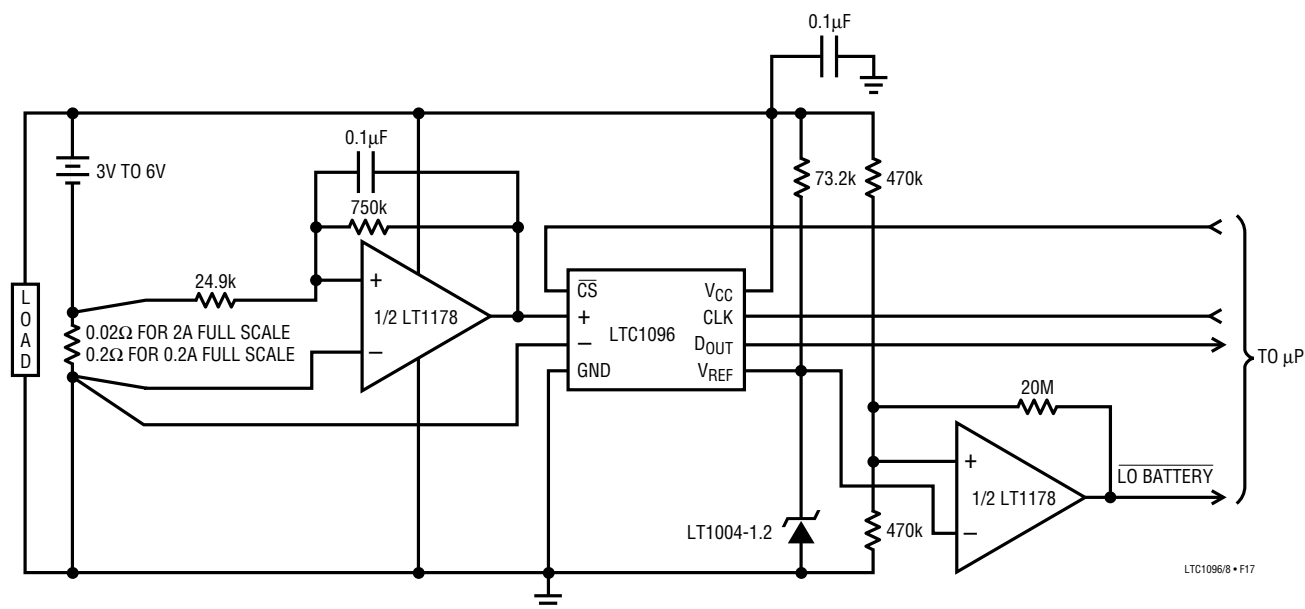 0.1µF
0.1µF
3V TO 6V
750k
73.2k
470k
24.9k
LOAD
0.02Ω FOR 2A FULL SCALE
0.2Ω FOR 0.2A FULL SCALE
+
–
1/2 LT1178
CS
+
–
GND
LTC1096
VCC
CLK
DOUT
VREF
TO µP
20M
+
–
1/2 LT1178
LO BATTERY
LT1004-1.2
470k
LTC1096/8 • F17